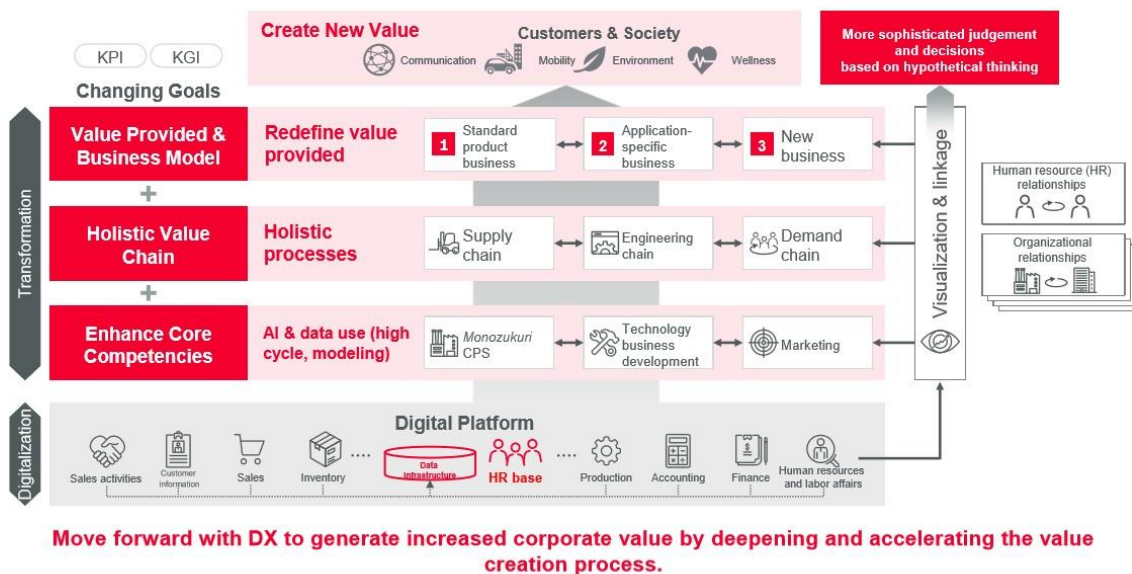 Create New Value
Customers & Society
Communication
Mobility
Environment
Wellness
More sophisticated judgement
and decisions
based on hypothetical thinking
KPI
KGI
Changing Goals
Transformation
Value Provided &
Business Model
Redefine value
provided
1
Standard
product
business
2
Application-
specific
business
3
New
business
+
Holistic Value
Chain
Holistic
processes
Supply
chain
Engineering
chain
Demand
chain
+
Enhance Core
Competencies
AI & data use (high
cycle, modeling)
Monozukuri
CPS
Technology
business
development
Marketing
Visualization & linkage
Human resource (HR)
relationships
Organizational
relationships
Digitalization
Digital Platform
Sales activities
Customer
information
Sales
Inventory
Data
infrastructure
HR base
Production
Accounting
Finance
Human resources
and labor affairs
Move forward with DX to generate increased corporate value by deepening and accelerating the value
creation process.